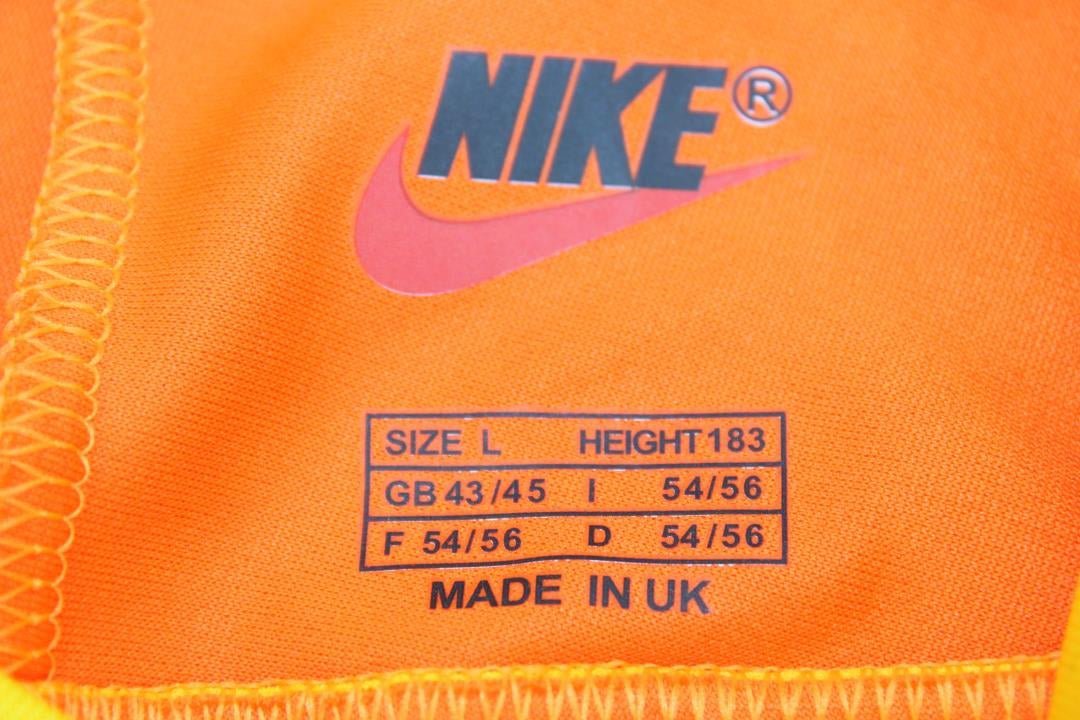 NIKE®
SIZE L HEIGHT 183
GB 43/45 I 54/56
F 54/56 D 54/56
MADE IN UK